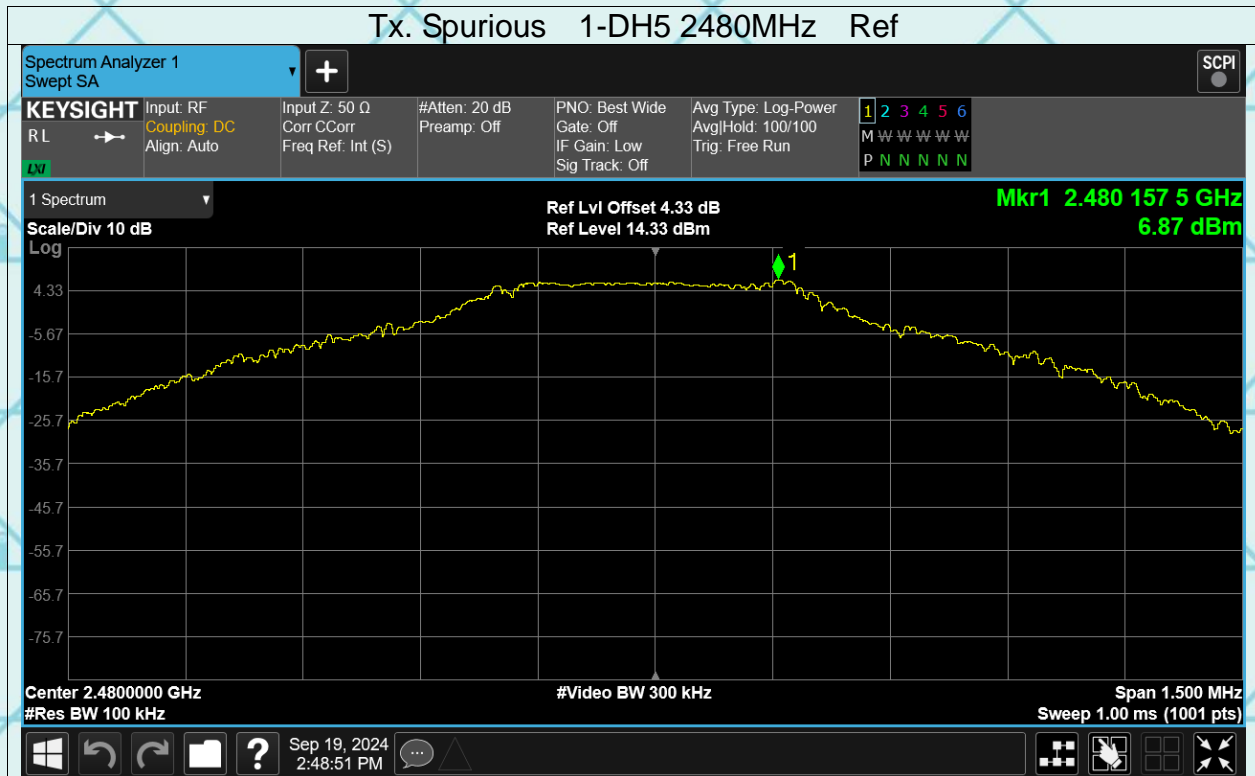 Tx. Spurious 1-DH5 2480MHz Ref
Spectrum Analyzer 1
Swept SA
+
SCPI
KEYSIGHT
RL
LXI
Input: RF
Coupling: DC
Align: Auto
Input Z: 50 Ω
Corr CCorr
Freq Ref: Int (S)
#Atten: 20 dB
Preamp: Off
PNO: Best Wide
Gate: Off
IF Gain: Low
Sig Track: Off
Avg Type: Log-Power
Avg|Hold: 100/100
Trig: Free Run
1 2 3 4 5 6
M W W W W W
P N N N N N
1 Spectrum
Scale/Div 10 dB
Log
Ref Lvl Offset 4.33 dB
Ref Level 14.33 dBm
Mkr1 2.480 157 5 GHz
6.87 dBm
1
4.33
-5.67
-15.7
-25.7
-35.7
-45.7
-55.7
-65.7
-75.7
Center 2.4800000 GHz
#Res BW 100 kHz
#Video BW 300 kHz
Span 1.500 MHz
Sweep 1.00 ms (1001 pts)
?
Sep 19, 2024
2:48:51 PM